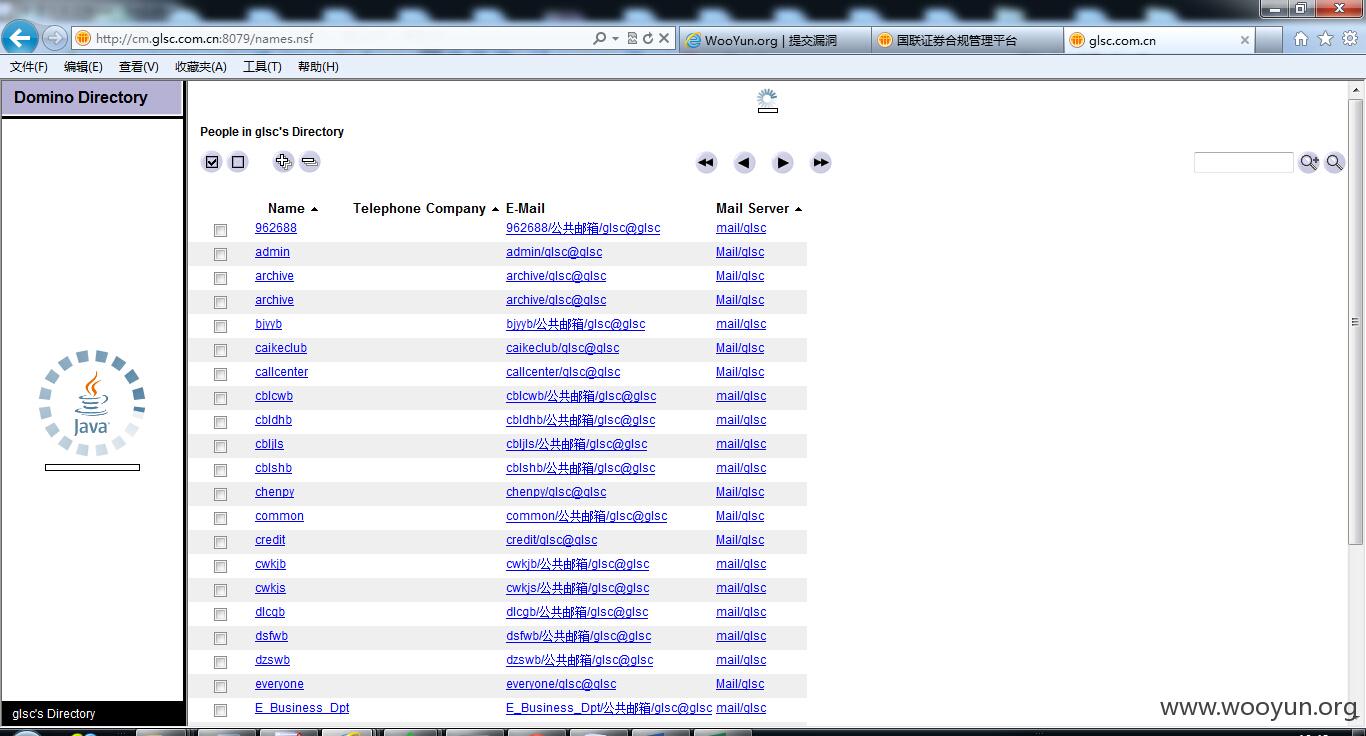 http://cm.glsc.com.cn:8079/names.nsf
WooYun.org | 提交漏洞
国联证券合规管理平台
glsc.com.cn
文件(F) 编辑(E) 查看(V) 收藏夹(A) 工具(T) 帮助(H)
Domino Directory
People in glsc's Directory
Name Telephone Company E-Mail Mail Server
962688 962688/公共邮箱/glsc@glsc mail/glsc
admin admin/glsc@glsc Mail/glsc
archive archive/glsc@glsc Mail/glsc
archive archive/glsc@glsc Mail/glsc
bjyyb bjyyb/公共邮箱/glsc@glsc mail/glsc
caikeclub caikeclub/glsc@glsc Mail/glsc
callcenter callcenter/glsc@glsc Mail/glsc
cblcwb cblcwb/公共邮箱/glsc@glsc mail/glsc
cbldhb cbldhb/公共邮箱/glsc@glsc mail/glsc
cbljls cbljls/公共邮箱/glsc@glsc mail/glsc
cblshb cblshb/公共邮箱/glsc@glsc mail/glsc
chenpy chenpy/glsc@glsc Mail/glsc
common common/公共邮箱/glsc@glsc Mail/glsc
credit credit/glsc@glsc Mail/glsc
cwkjb cwkjb/公共邮箱/glsc@glsc mail/glsc
cwkjs cwkjs/公共邮箱/glsc@glsc mail/glsc
dlcgb dlcgb/公共邮箱/glsc@glsc mail/glsc
dsfwb dsfwb/公共邮箱/glsc@glsc mail/glsc
dzswb dzswb/公共邮箱/glsc@glsc mail/glsc
everyone everyone/glsc@glsc Mail/glsc
E_Business_Dpt E_Business_Dpt/公共邮箱/glsc@glsc mail/glsc
Java
glsc's Directory
www.wooyun.org